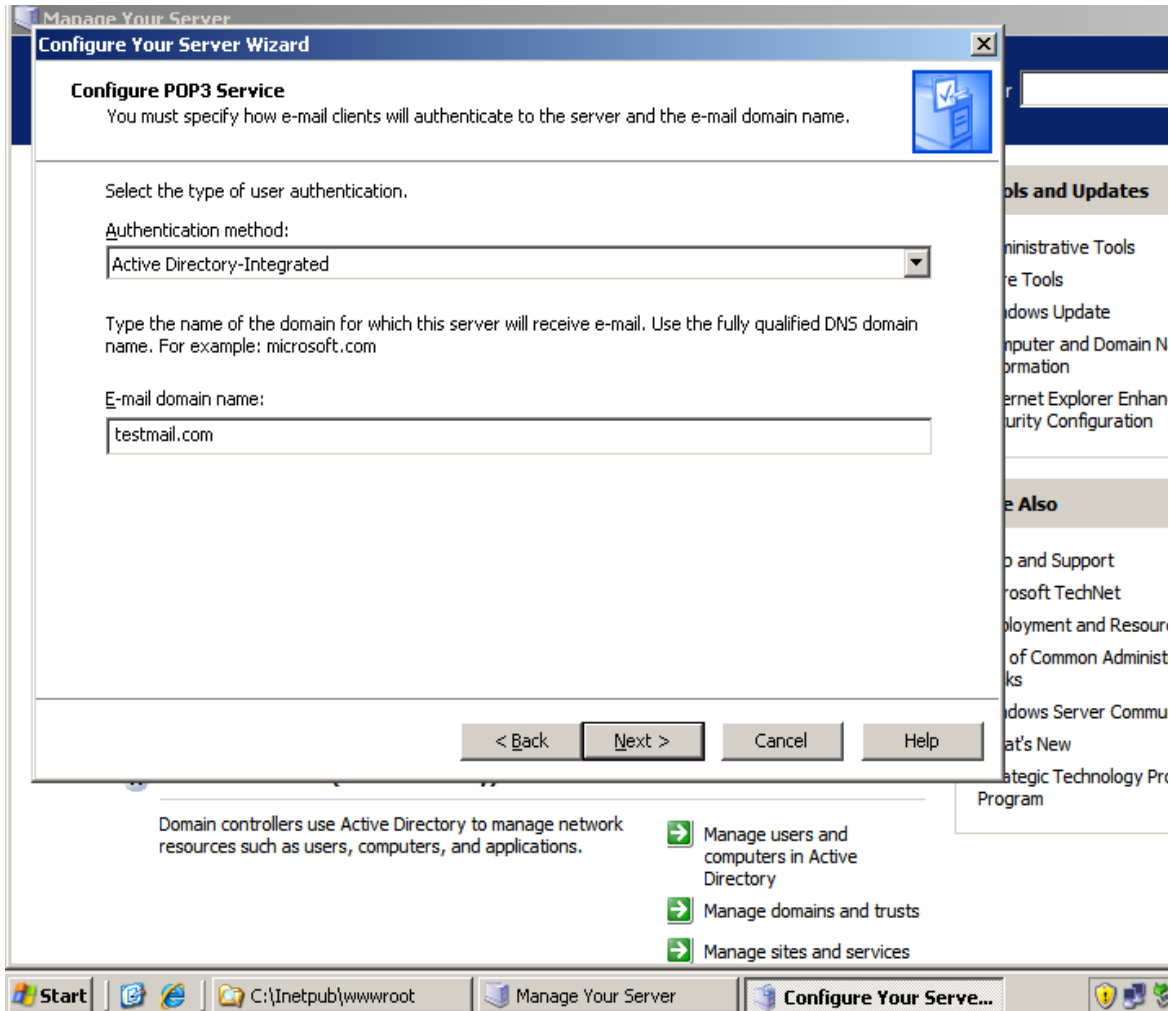 Manage Your Server
Configure Your Server Wizard
Configure POP3 Service
You must specify how e-mail clients will authenticate to the server and the e-mail domain name.
Select the type of user authentication.
Authentication method:
Active Directory-Integrated
Type the name of the domain for which this server will receive e-mail. Use the fully qualified DNS domain
name. For example: microsoft.com
E-mail domain name:
testmail.com
< Back
Next >
Cancel
Help
r
ols and Updates
ministrative Tools
re Tools
dows Update
mputer and Domain N
ormation
ernet Explorer Enhan
urity Configuration
e Also
p and Support
rosoft TechNet
ployment and Resour
of Common Administ
ks
dows Server Commu
at's New
ategic Technology Pro
Program
Domain controllers use Active Directory to manage network
resources such as users, computers, and applications.
Manage users and
computers in Active
Directory
Manage domains and trusts
Manage sites and services
Start
C:\Inetpub\wwwroot
Manage Your Server
Configure Your Serve...